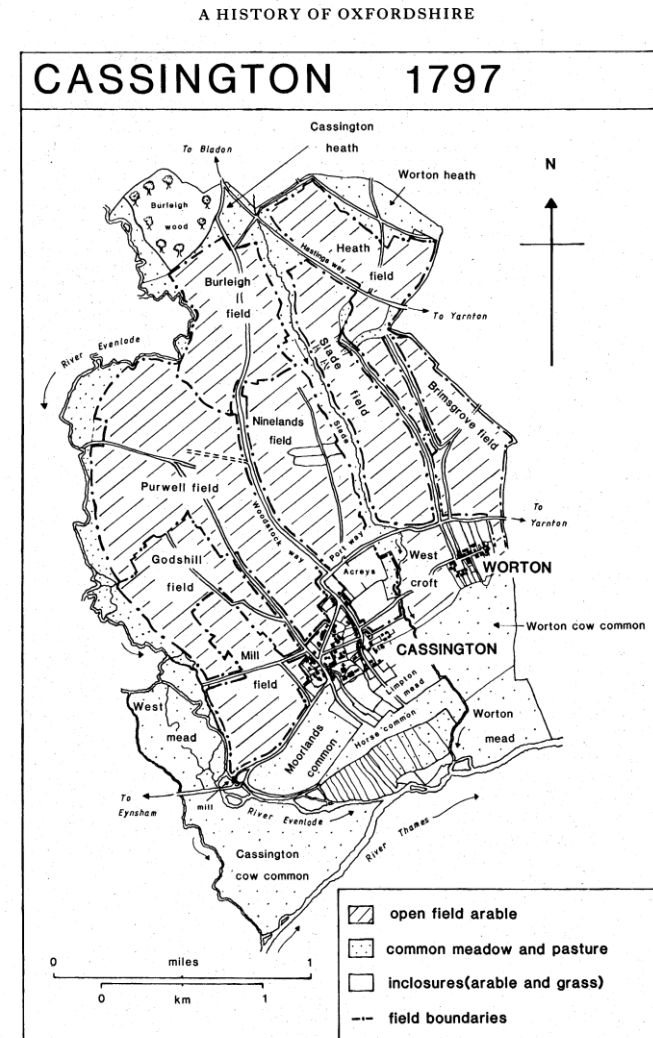 A HISTORY OF OXFORDSHIRE
CASSINGTON 1797
Cassington
heath
To Bladon
Worton heath
N
Burleigh
wood
Heath
field
Hastings way
Burleigh
field
To Yarnton
River Evenlode
Slade
field
Brimsgrove field
Ninelands
field
Slade
Purwell field
Woodstock way
To
Yarnton
Port way
Godshill
field
Acreys
West
croft
WORTON
Worton cow common
Mill
field
CASSINGTON
Limpton
mead
West
mead
Horse common
Worton
mead
Moorlands
common
To
Eynsham
mill
River Evenlode
River Thames
Cassington
cow common
open field arable
common meadow and pasture
inclosures(arable and grass)
field boundaries
0 miles 1
0 km 1